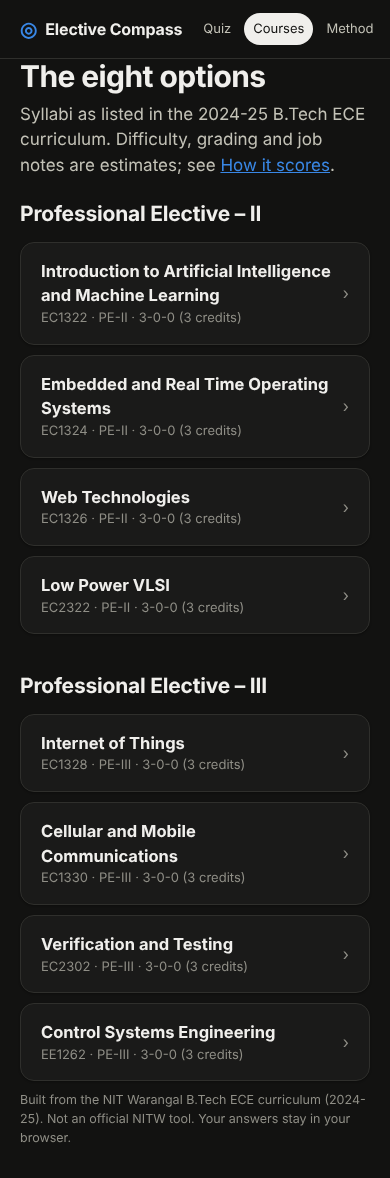 Elective Compass
Quiz
Courses
Method
The eight options
Syllabi as listed in the 2024-25 B.Tech ECE
curriculum. Difficulty, grading and job
notes are estimates; see How it scores.
Professional Elective – II
Introduction to Artificial Intelligence
and Machine Learning
EC1322 · PE-II · 3-0-0 (3 credits)
Embedded and Real Time Operating
Systems
EC1324 · PE-II · 3-0-0 (3 credits)
Web Technologies
EC1326 · PE-II · 3-0-0 (3 credits)
Low Power VLSI
EC2322 · PE-II · 3-0-0 (3 credits)
Professional Elective – III
Internet of Things
EC1328 · PE-III · 3-0-0 (3 credits)
Cellular and Mobile
Communications
EC1330 · PE-III · 3-0-0 (3 credits)
Verification and Testing
EC2302 · PE-III · 3-0-0 (3 credits)
Control Systems Engineering
EE1262 · PE-III · 3-0-0 (3 credits)
Built from the NIT Warangal B.Tech ECE curriculum (2024-
25). Not an official NITW tool. Your answers stay in your
browser.